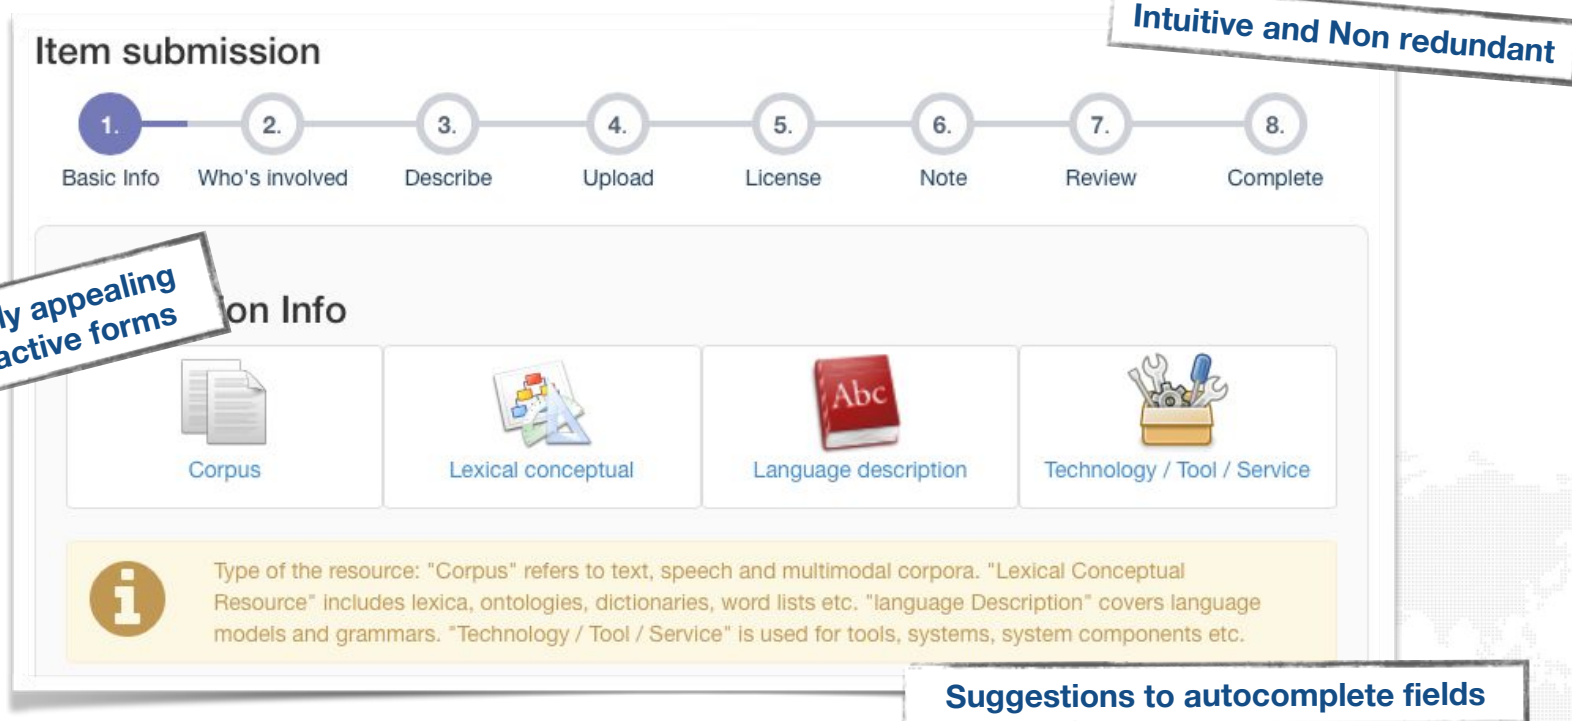 Intuitive and Non redundant
Item submission
1. 2. 3. 4. 5. 6. 7. 8.
Basic Info Who's involved Describe Upload License Note Review Complete
appealing
forms
Info
Abc
Corpus Lexical conceptual Language description Technology / Tool / Service
Type of the resource: "Corpus" refers to text, speech and multimodal corpora. "Lexical Conceptual
Resource" includes lexica, ontologies, dictionaries, word lists etc. "language Description" covers language
models and grammars. "Technology / Tool / Service" is used for tools, systems, system components etc.
Suggestions to autocomplete fields